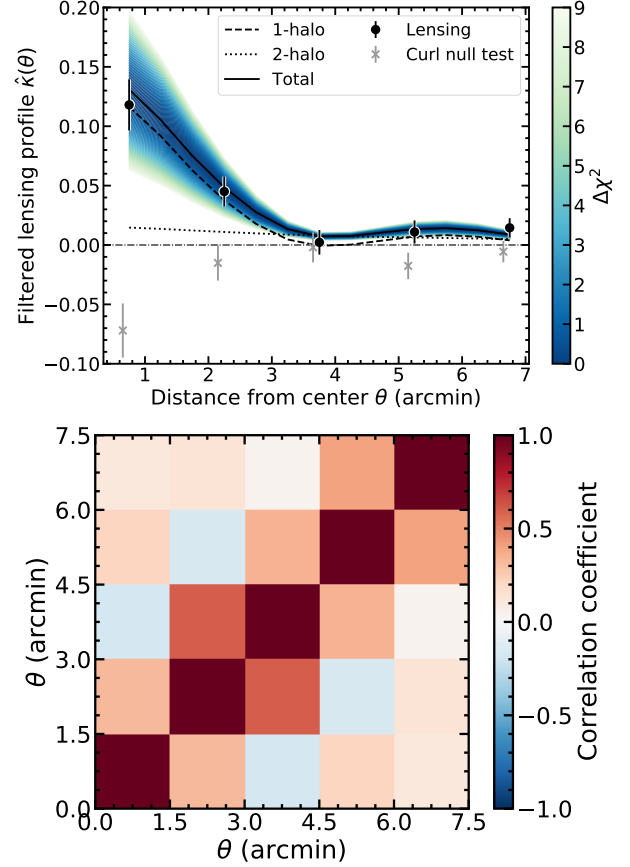 0.20
0.15
0.10
0.05
0.00
−0.05
−0.10
Filtered lensing profile κ̂(θ)
1-halo
2-halo
Total
Lensing
Curl null test
1 2 3 4 5 6 7
Distance from center θ (arcmin)
9
8
7
6
5
4
3
2
1
0
Δχ²
7.5
6.0
4.5
3.0
1.5
0.0
θ (arcmin)
0.0 1.5 3.0 4.5 6.0 7.5
θ (arcmin)
1.0
0.5
0.0
−0.5
−1.0
Correlation coefficient